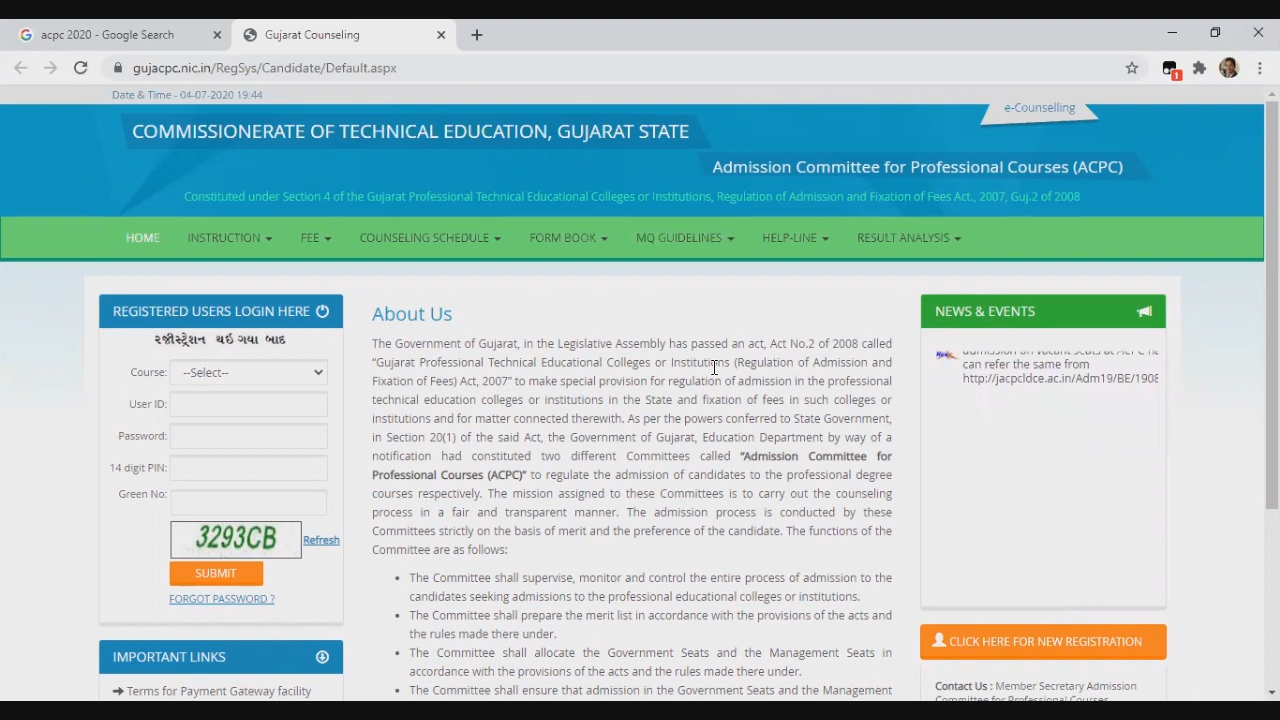 acpc 2020 - Google Search
Gujarat Counseling
gujacpc.nic.in/RegSys/Candidate/Default.aspx
1
Date & Time - 04-07-2020 19:44
e-Counselling
COMMISSIONERATE OF TECHNICAL EDUCATION, GUJARAT STATE
Admission Committee for Professional Courses (ACPC)
Constituted under Section 4 of the Gujarat Professional Technical Educational Colleges or Institutions, Regulation of Admission and Fixation of Fees Act., 2007, Guj.2 of 2008
HOME INSTRUCTION FEE COUNSELING SCHEDULE FORM BOOK MQ GUIDELINES HELP-LINE RESULT ANALYSIS
REGISTERED USERS LOGIN HERE
રજીસ્ટ્રેશન થઇ ગયા બાદ
Course: --Select--
User ID:
Password:
14 digit PIN:
Green No:
3293CB Refresh
SUBMIT
FORGOT PASSWORD ?
IMPORTANT LINKS
Terms for Payment Gateway facility
About Us
The Government of Gujarat, in the Legislative Assembly has passed an act, Act No.2 of 2008 called
“Gujarat Professional Technical Educational Colleges or Institutions (Regulation of Admission and
Fixation of Fees) Act, 2007” to make special provision for regulation of admission in the professional
technical education colleges or institutions in the State and fixation of fees in such colleges or
institutions and for matter connected therewith. As per the powers conferred to State Government,
in Section 20(1) of the said Act, the Government of Gujarat, Education Department by way of a
notification had constituted two different Committees called “Admission Committee for
Professional Courses (ACPC)” to regulate the admission of candidates to the professional degree
courses respectively. The mission assigned to these Committees is to carry out the counseling
process in a fair and transparent manner. The admission process is conducted by these
Committees strictly on the basis of merit and the preference of the candidate. The functions of the
Committee are as follows:
• The Committee shall supervise, monitor and control the entire process of admission to the
candidates seeking admissions to the professional educational colleges or institutions.
• The Committee shall prepare the merit list in accordance with the provisions of the acts and
the rules made there under.
• The Committee shall allocate the Government Seats and the Management Seats in
accordance with the provisions of the acts and the rules made there under.
• The Committee shall ensure that admission in the Government Seats and the Management
NEWS & EVENTS
admission on vacant seats at ACPC
can refer the same from
http://jacpcldce.ac.in/Adm19/BE/1908
CLICK HERE FOR NEW REGISTRATION
Contact Us : Member Secretary Admission
Committee for Professional Courses